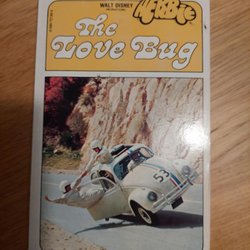 WALT DISNEY
PRODUCTIONS
HERBIE
The
Love Bug
53